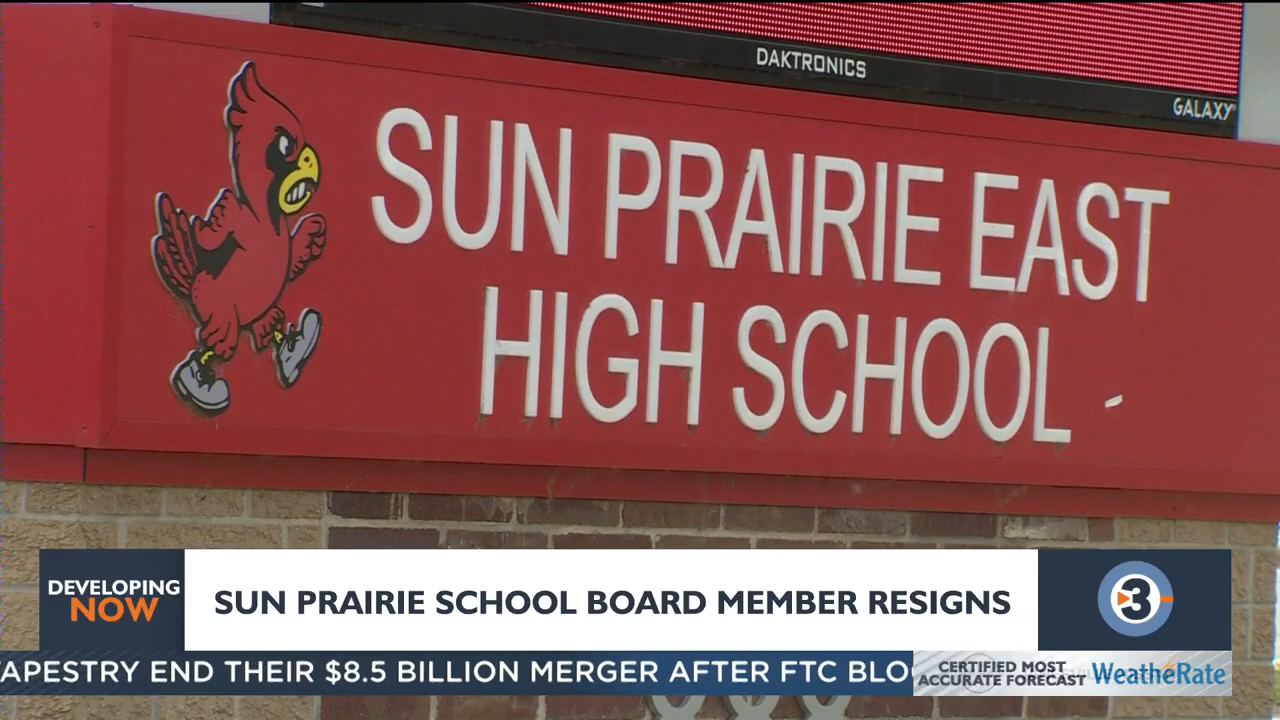 DAKTRONICS
GALAXY
SUN PRAIRIE EAST
HIGH SCHOOL
DEVELOPING
NOW
SUN PRAIRIE SCHOOL BOARD MEMBER RESIGNS
3
TAPESTRY END THEIR $8.5 BILLION MERGER AFTER FTC BLO
CERTIFIED MOST
ACCURATE FORECAST
WeatheRate